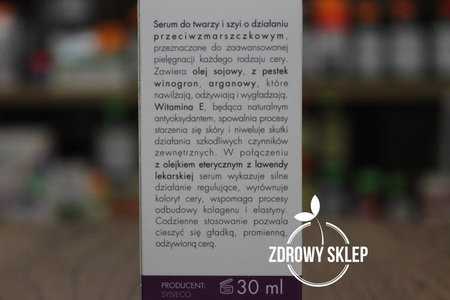 Serum do twarzy i szyi o działaniu
przeciwzmarszczkowym,
przeznaczone do zaawansowanej
pielęgnacji każdego rodzaju cery.
Zawiera olej sojowy, z pestek
winogron, arganowy, które
nawilżają, odżywiają i wygładzają.
Witamina E, będąca naturalnym
antyoksydantem, spowalnia procesy
starzenia się skóry i niweluje skutki
działania szkodliwych czynników
zewnętrznych. W połączeniu
z olejkiem eterycznym z lawendy
lekarskiej serum wykazuje silne
działanie regulujące, wyrównuje
koloryt cery, wspomaga procesy
odbudowy kolagenu i elastyny.
Codzienne stosowanie pozwala
cieszyć się gładką, promienną,
odżywioną cerą.
ZDROWY SKLEP
PRODUCENT:
SYLVECO
30 ml